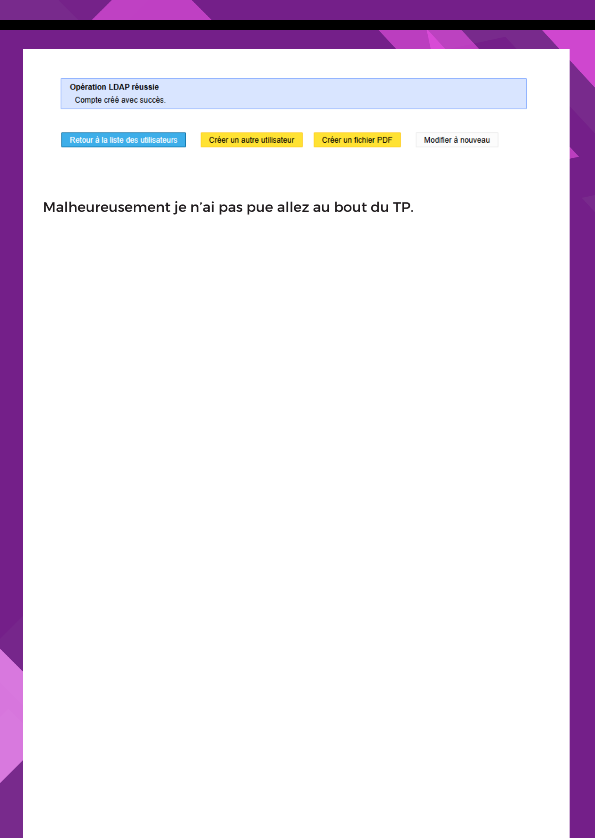 Opération LDAP réussie
Compte créé avec succès.
Retour à la liste des utilisateurs Créer un autre utilisateur Créer un fichier PDF Modifier à nouveau
Malheureusement je n'ai pas pue allez au bout du TP.